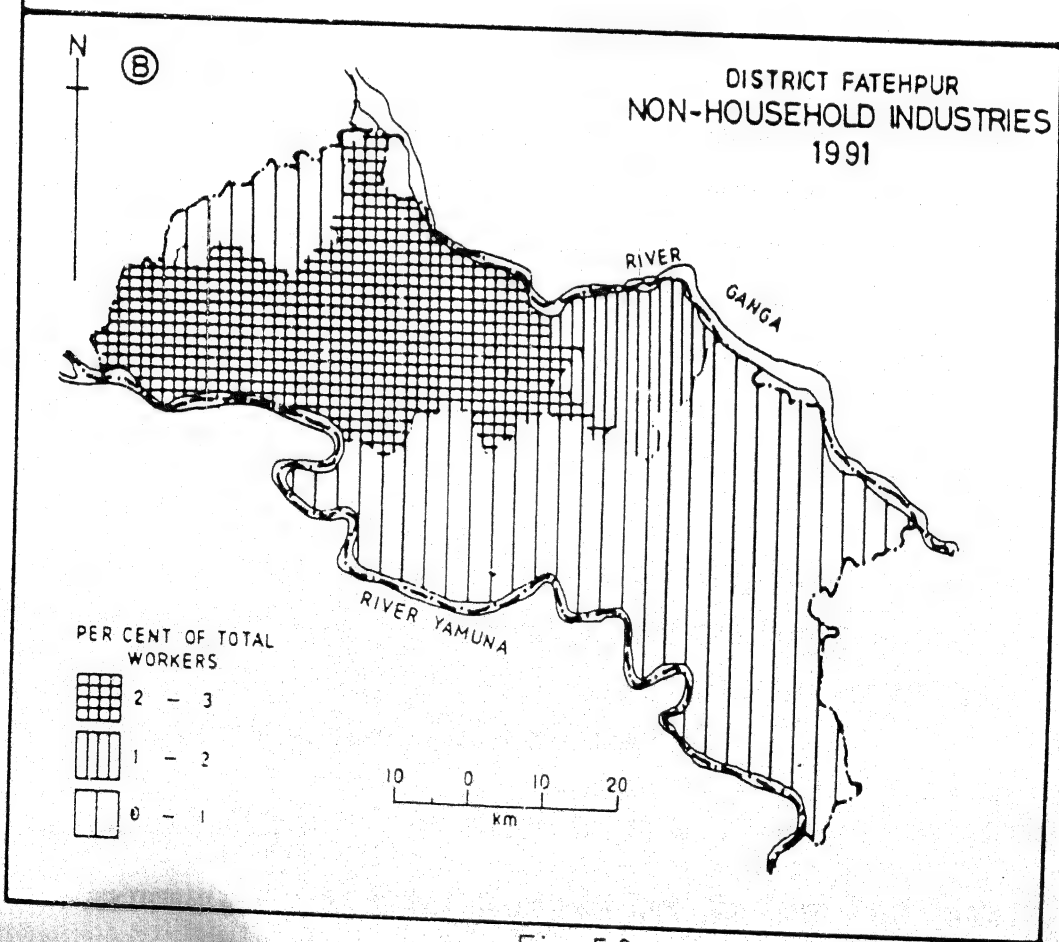 N
B
DISTRICT FATEHPUR
NON-HOUSEHOLD INDUSTRIES
1991
RIVER
GANGA
RIVER YAMUNA
PER CENT OF TOTAL
WORKERS
2 – 3
1 – 2
0 – 1
10 0 10 20
km